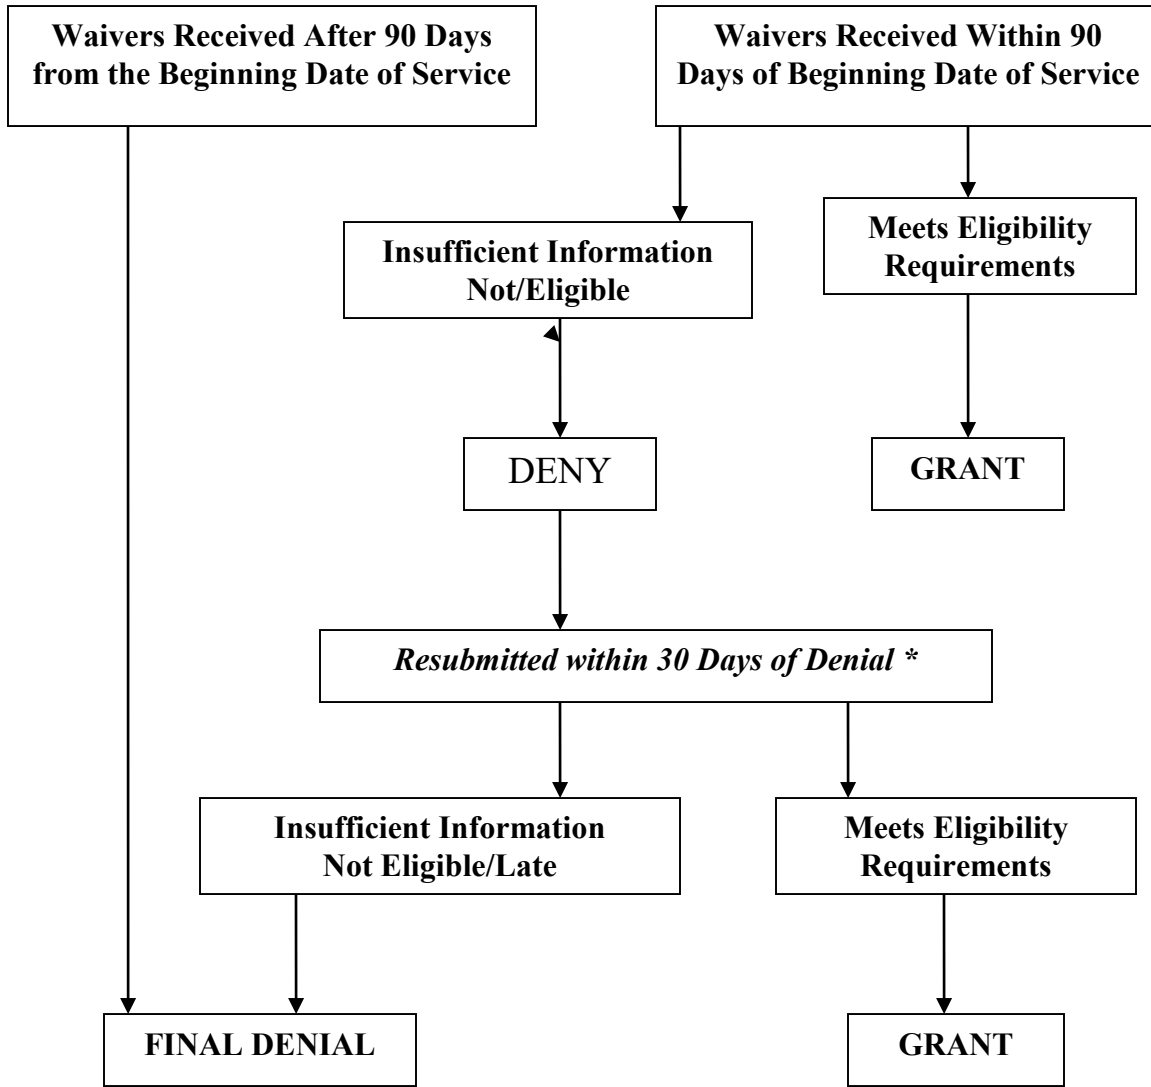 Waivers Received After 90 Days
from the Beginning Date of Service
Waivers Received Within 90
Days of Beginning Date of Service
Insufficient Information
Not/Eligible
Meets Eligibility
Requirements
DENY
GRANT
Resubmitted within 30 Days of Denial *
Insufficient Information
Not Eligible/Late
Meets Eligibility
Requirements
FINAL DENIAL
GRANT